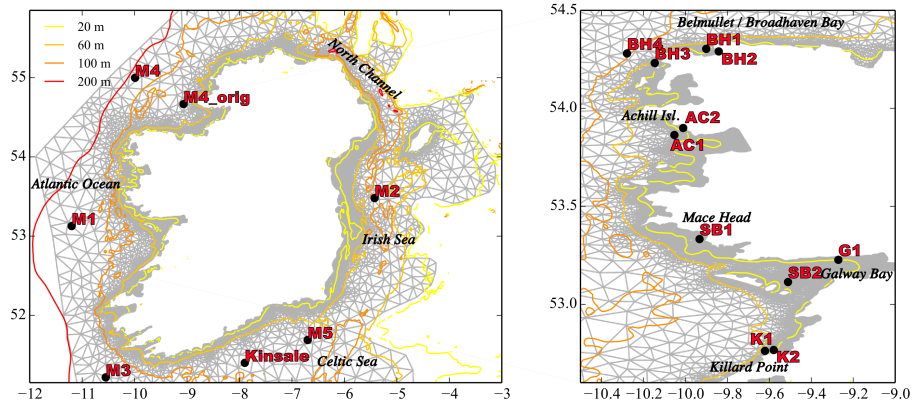 20 m
60 m
100 m
200 m
North Channel
M4
M4_orig
Atlantic Ocean
M1
M2
Irish Sea
M5
Kinsale
Celtic Sea
M3
55
54
53
52
−12 −11 −10 −9 −8 −7 −6 −5 −4 −3
54.5
54.0
53.5
53.0
Belmullet / Broadhaven Bay
BH4
BH3
BH1
BH2
Achill Isl.
AC2
AC1
Mace Head
SB1
G1
SB2
Galway Bay
K1
K2
Killard Point
−10.4 −10.2 −10.0 −9.8 −9.6 −9.4 −9.2 −9.0